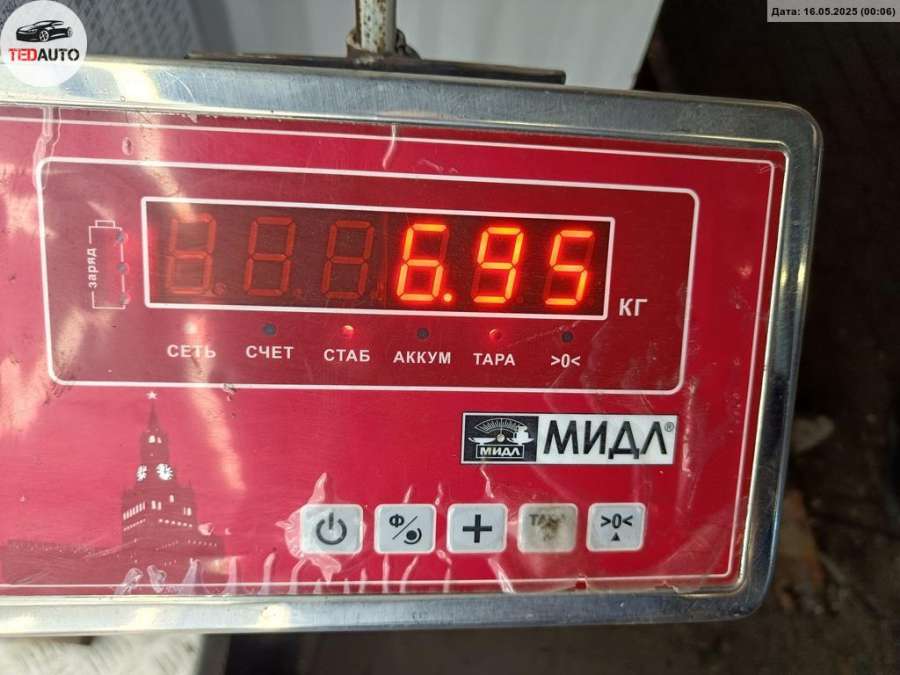 Дата: 16.05.2025 (00:06)
TEDAUTO
заряд
6.95
КГ
СЕТЬ СЧЕТ СТАБ АККУМ ТАРА >0<
МИДЛ
МИДЛ®
Ф >0<